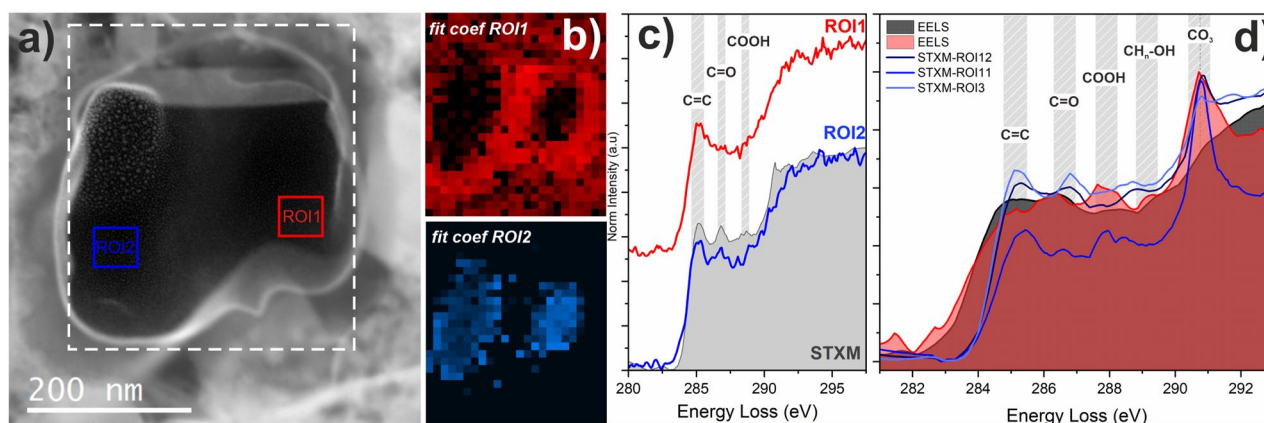 a)
ROI1
ROI2
200 nm
fit coef ROI1
b)
fit coef ROI2
c)
ROI1
COOH
C=O
C=C
ROI2
STXM
Norm Intensity (a.u)
280
285
290
295
Energy Loss (eV)
d)
EELS
EELS
STXM-ROI12
STXM-ROI11
STXM-ROI3
CO₃
CHₙ-OH
COOH
C=O
C=C
282
284
286
288
290
292
Energy Loss (eV)